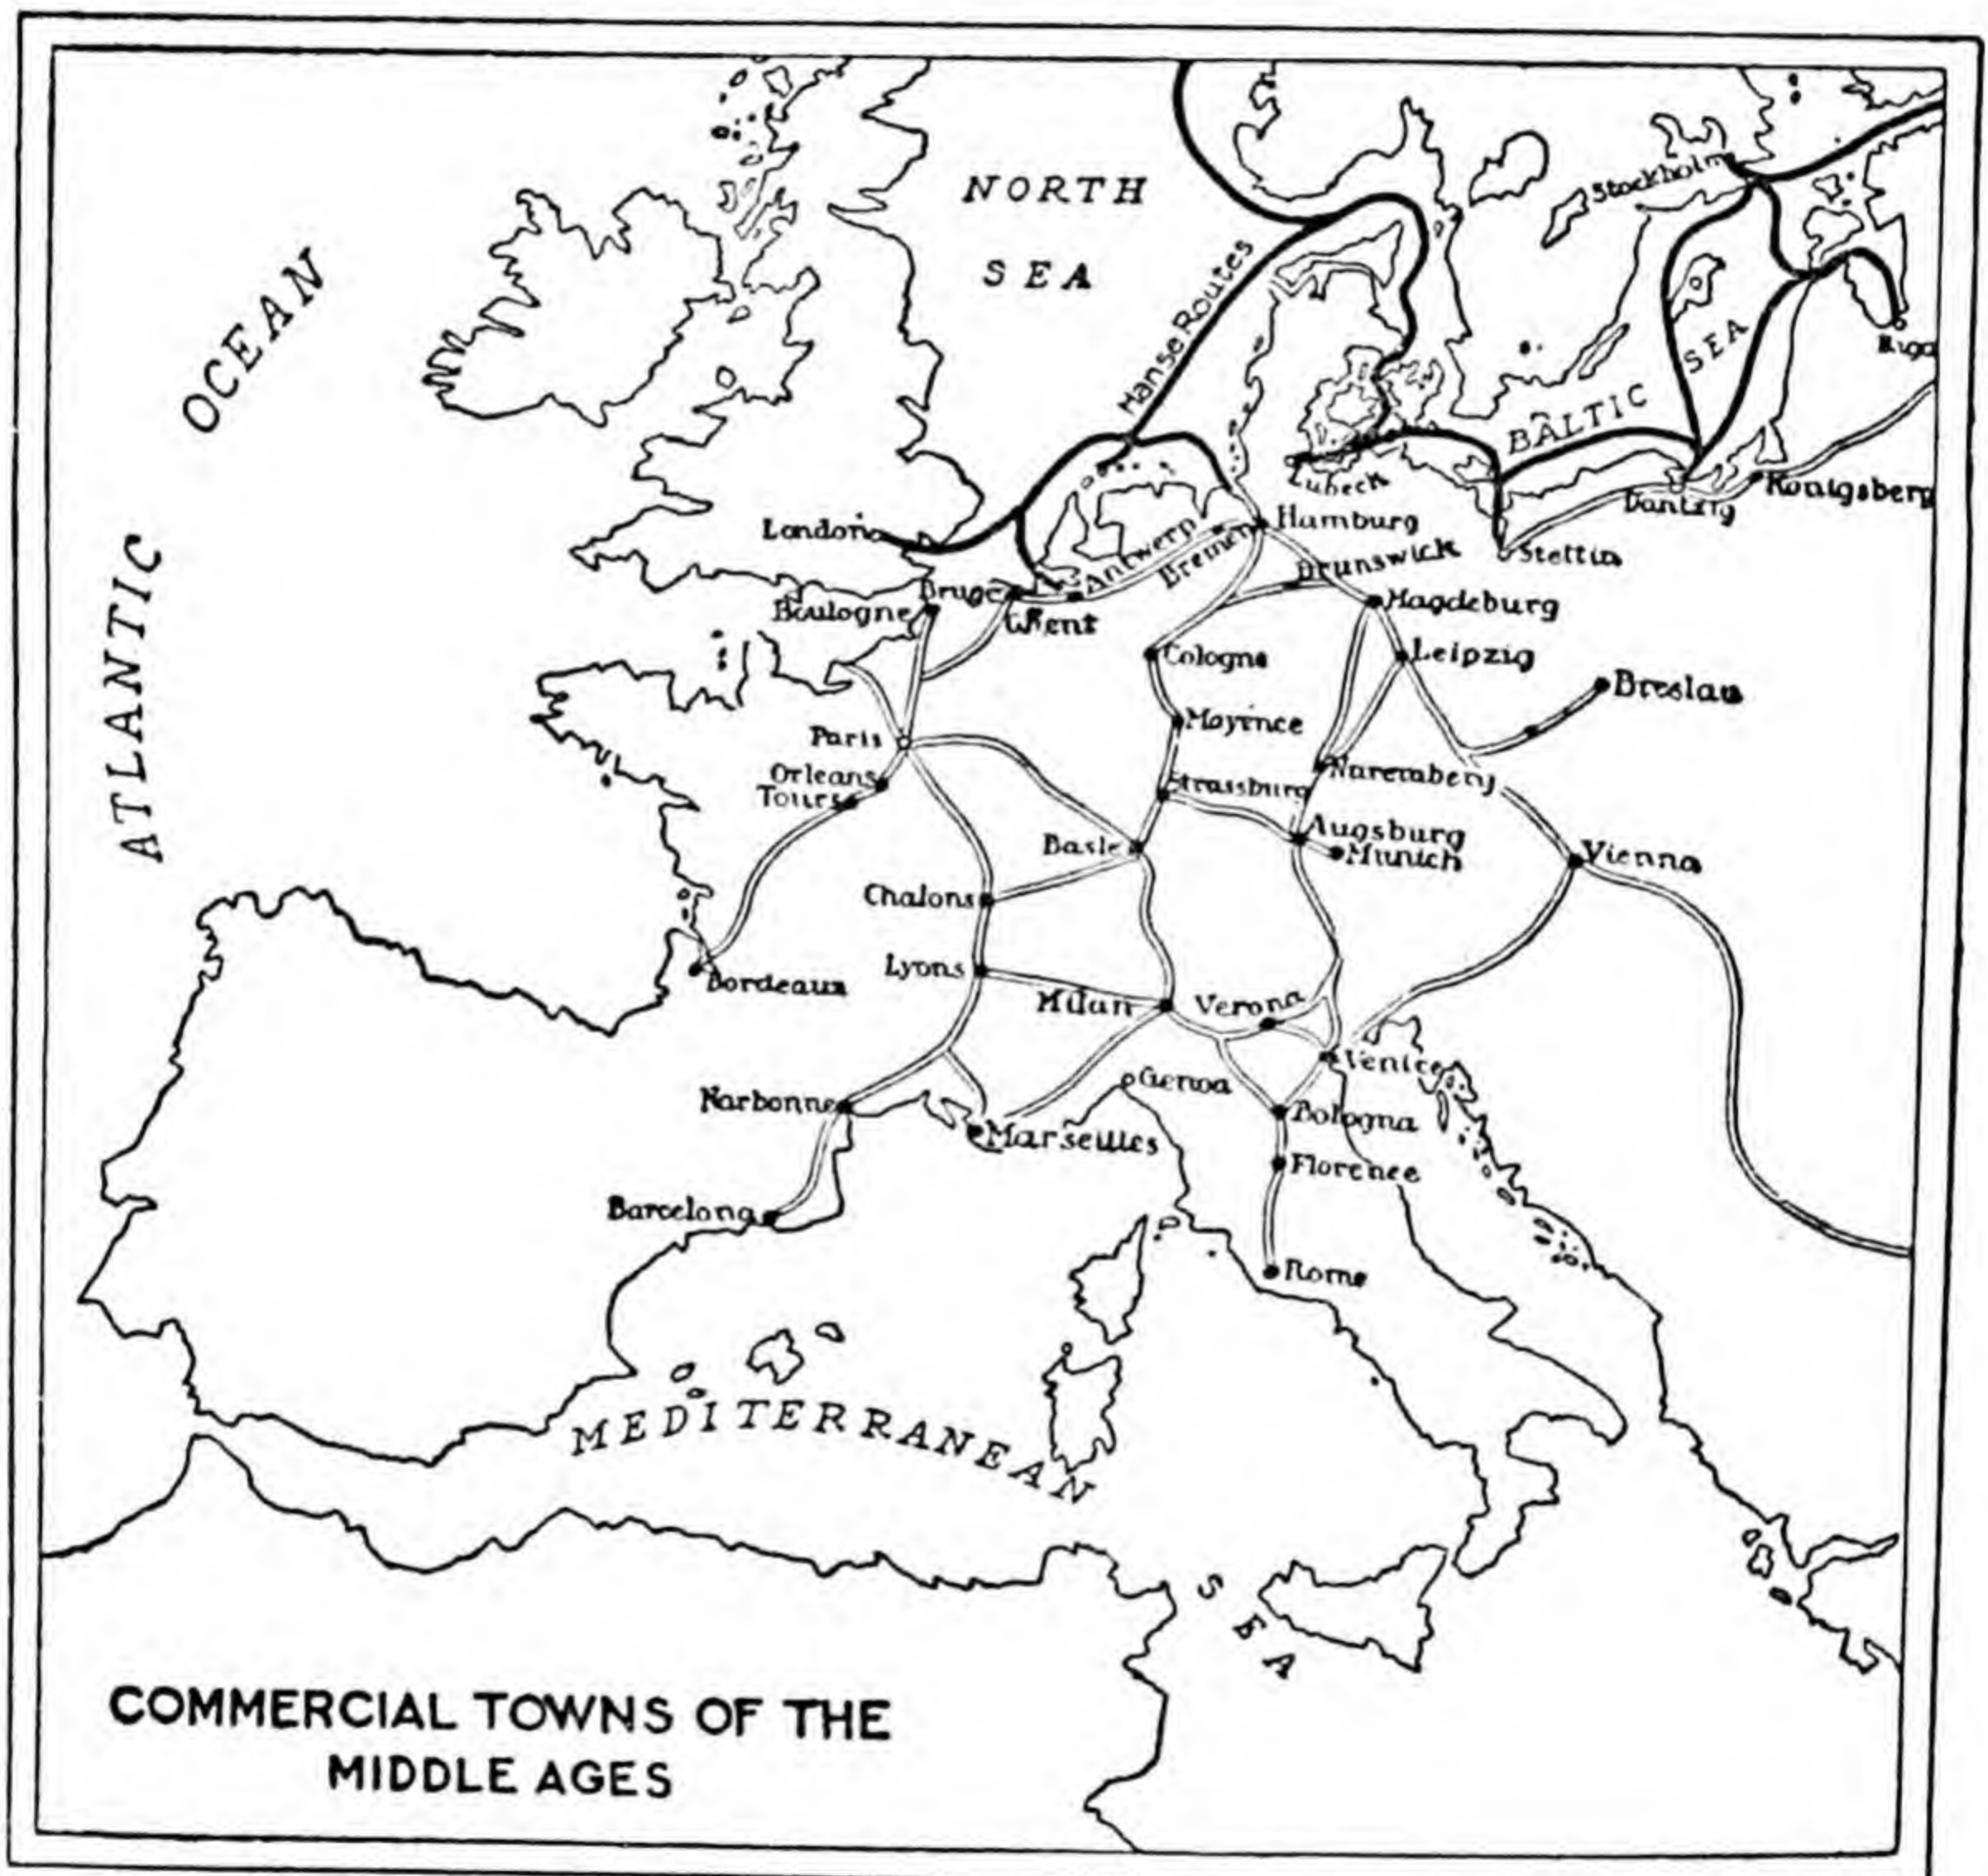 NORTH
SEA
Hanse Routes
Stockholm
Riga
BALTIC
SEA
ATLANTIC
OCEAN
London
Lubeck
Hamburg
Dantzig
Konigsberg
Stettin
Antwerp
Bremen
Brunswick
Bruges
Boulogne
Ghent
Magdeburg
Cologne
Leipzig
Breslau
Mayence
Paris
Orleans
Tours
Strassburg
Nuremberg
Basle
Augsburg
Munich
Vienna
Chalons
Lyons
Bordeaux
Milan
Verona
Venice
Genoa
Narbonne
Marseilles
Bologna
Florence
Barcelona
Rome
MEDITERRANEAN
SEA
COMMERCIAL TOWNS OF THE
MIDDLE AGES